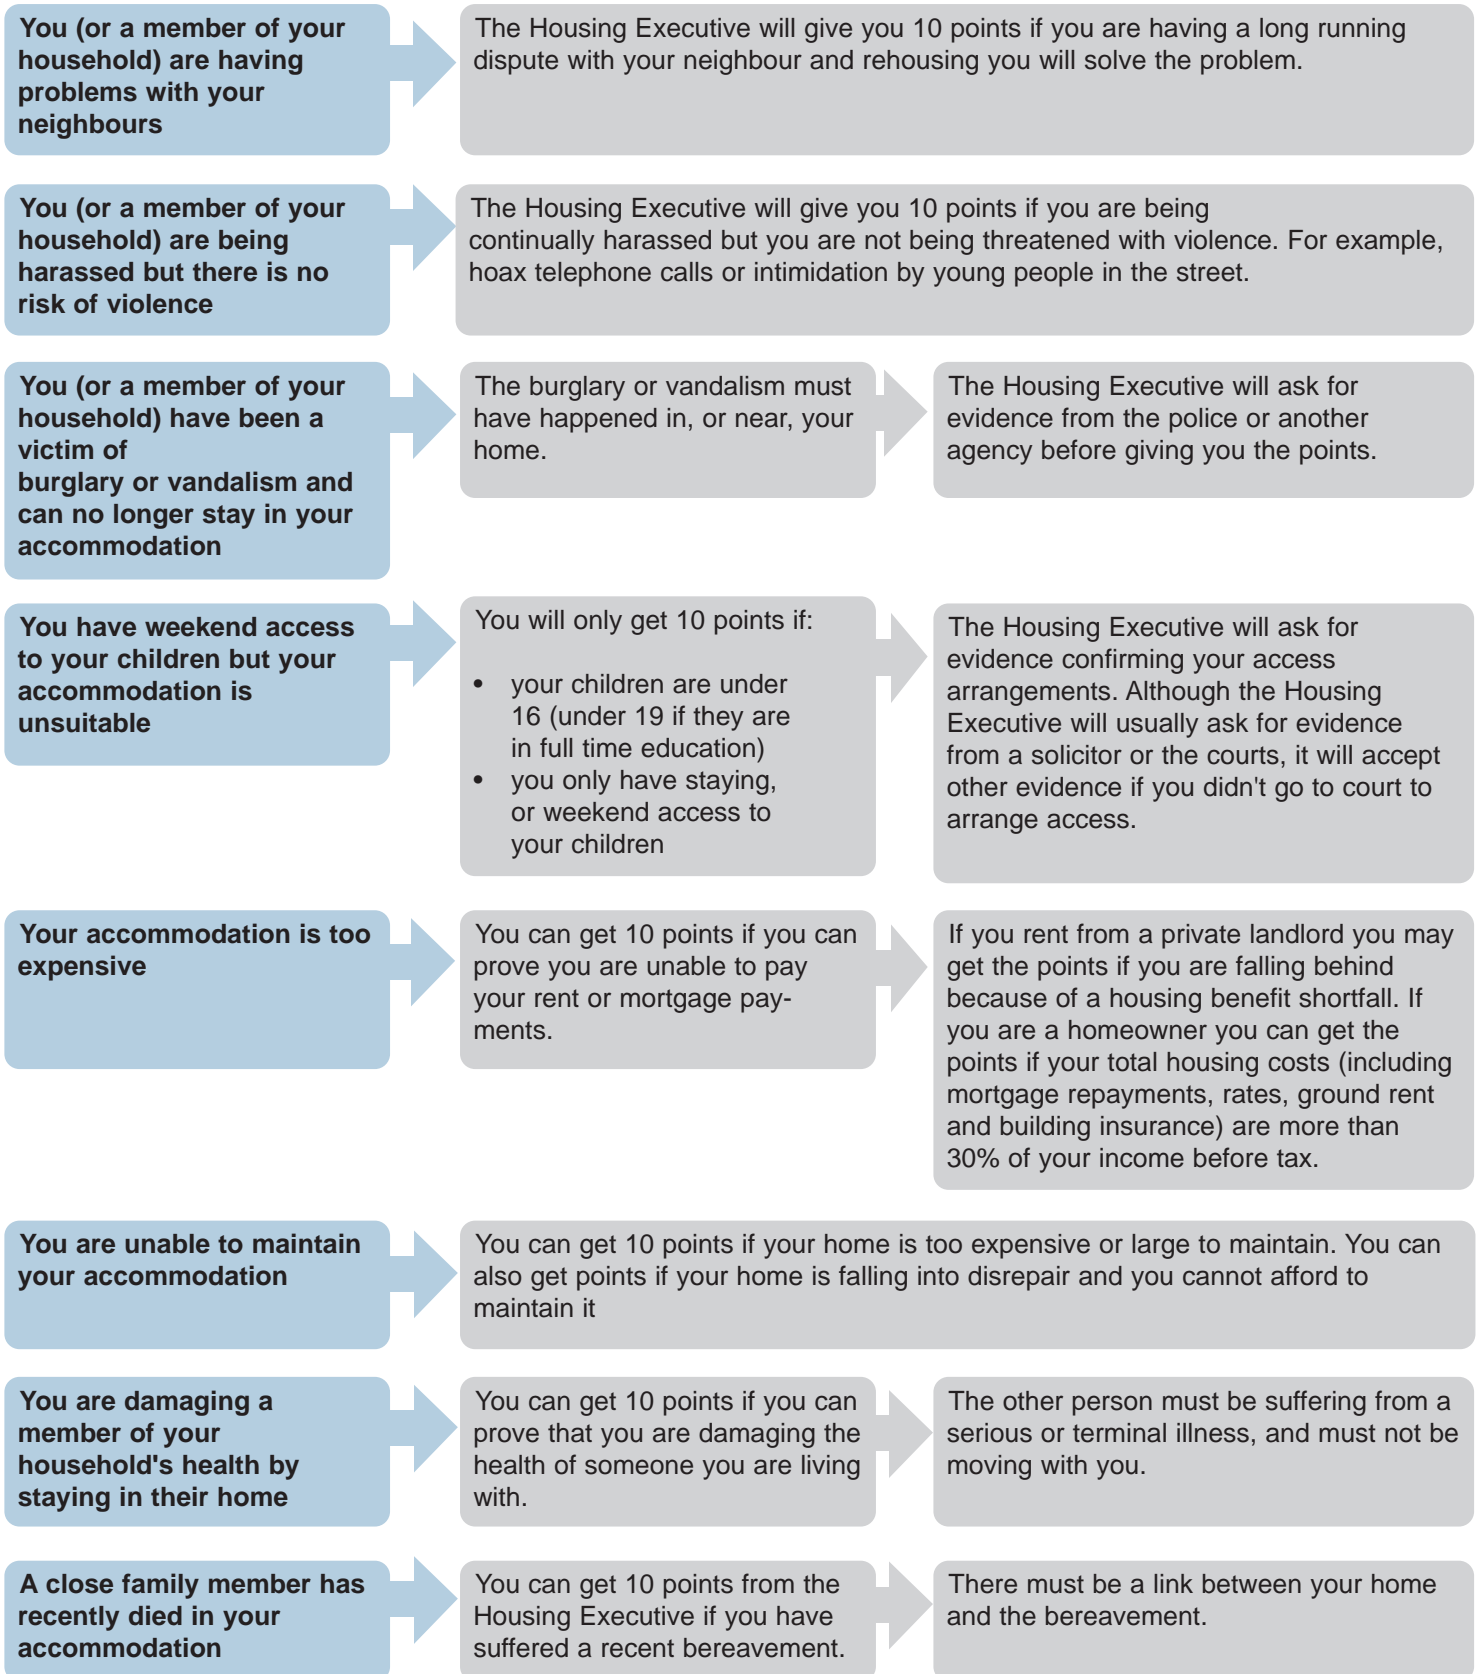 You (or a member of your
household) are having
problems with your
neighbours
The Housing Executive will give you 10 points if you are having a long running
dispute with your neighbour and rehousing you will solve the problem.
You (or a member of your
household) are being
harassed but there is no
risk of violence
The Housing Executive will give you 10 points if you are being
continually harassed but you are not being threatened with violence. For example,
hoax telephone calls or intimidation by young people in the street.
You (or a member of your
household) have been a
victim of
burglary or vandalism and
can no longer stay in your
accommodation
The burglary or vandalism must
have happened in, or near, your
home.
The Housing Executive will ask for
evidence from the police or another
agency before giving you the points.
You have weekend access
to your children but your
accommodation is
unsuitable
You will only get 10 points if:
• your children are under
16 (under 19 if they are
in full time education)
• you only have staying,
or weekend access to
your children
The Housing Executive will ask for
evidence confirming your access
arrangements. Although the Housing
Executive will usually ask for evidence
from a solicitor or the courts, it will accept
other evidence if you didn't go to court to
arrange access.
Your accommodation is too
expensive
You can get 10 points if you can
prove you are unable to pay
your rent or mortgage pay-
ments.
If you rent from a private landlord you may
get the points if you are falling behind
because of a housing benefit shortfall. If
you are a homeowner you can get the
points if your total housing costs (including
mortgage repayments, rates, ground rent
and building insurance) are more than
30% of your income before tax.
You are unable to maintain
your accommodation
You can get 10 points if your home is too expensive or large to maintain. You can
also get points if your home is falling into disrepair and you cannot afford to
maintain it
You are damaging a
member of your
household's health by
staying in their home
You can get 10 points if you can
prove that you are damaging the
health of someone you are living
with.
The other person must be suffering from a
serious or terminal illness, and must not be
moving with you.
A close family member has
recently died in your
accommodation
You can get 10 points from the
Housing Executive if you have
suffered a recent bereavement.
There must be a link between your home
and the bereavement.